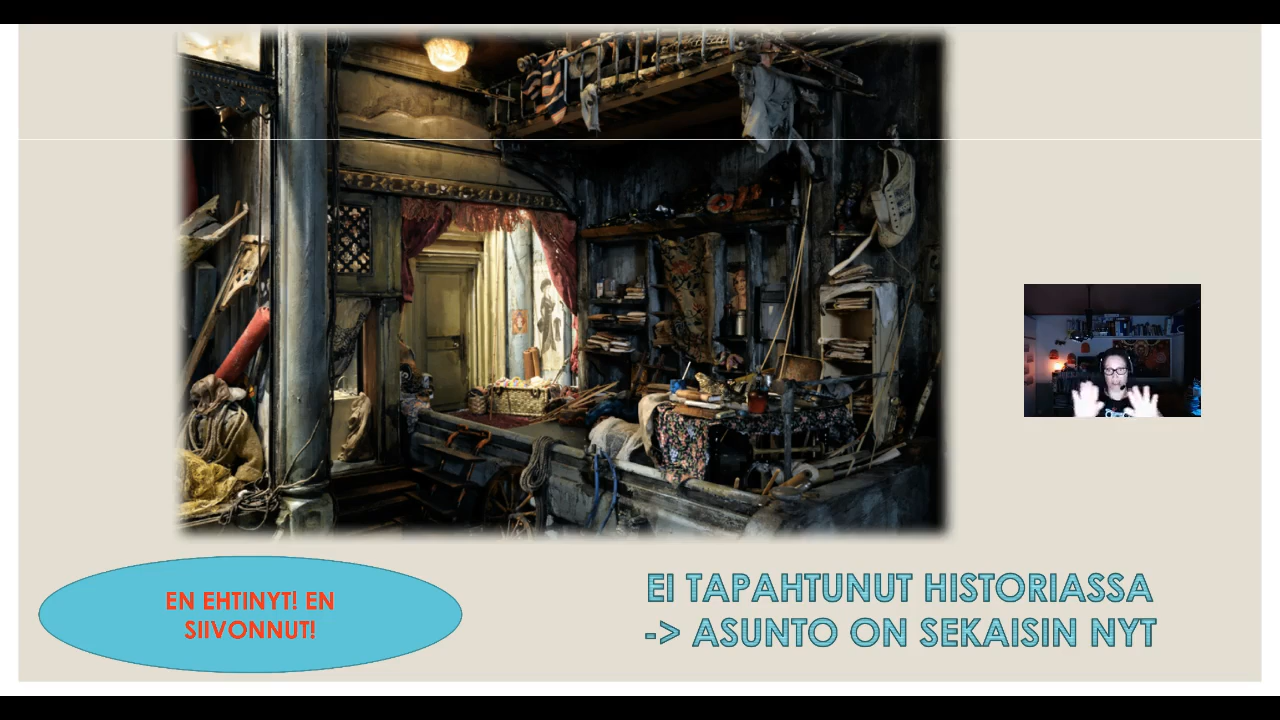 EN EHTINYT! EN
SIIVONNUT!
EI TAPAHTUNUT HISTORIASSA
-> ASUNTO ON SEKAISIN NYT